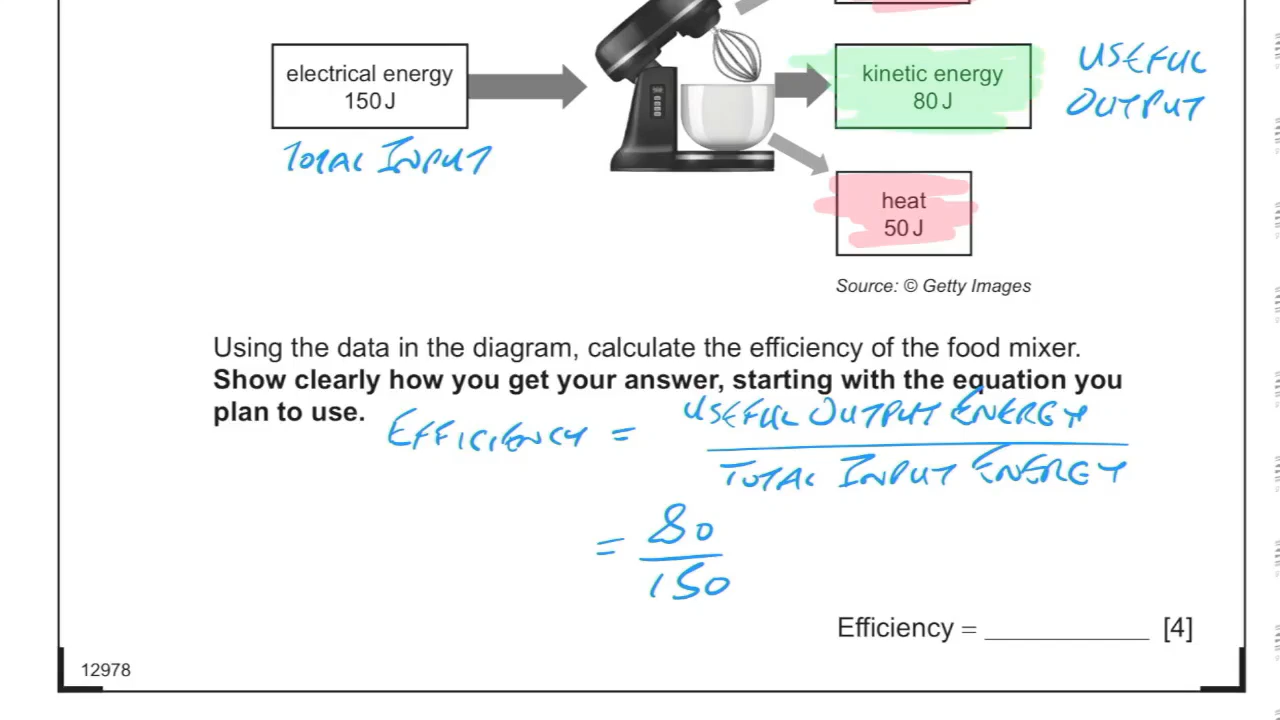 electrical energy
150 J
kinetic energy
80 J
USEFUL
OUTPUT
TOTAL INPUT
heat
50 J
Source: © Getty Images
Using the data in the diagram, calculate the efficiency of the food mixer.
Show clearly how you get your answer, starting with the equation you
plan to use.
EFFICIENCY = USEFUL OUTPUT ENERGY
TOTAL INPUT ENERGY
= 80
150
Efficiency = ____________ [4]
12978